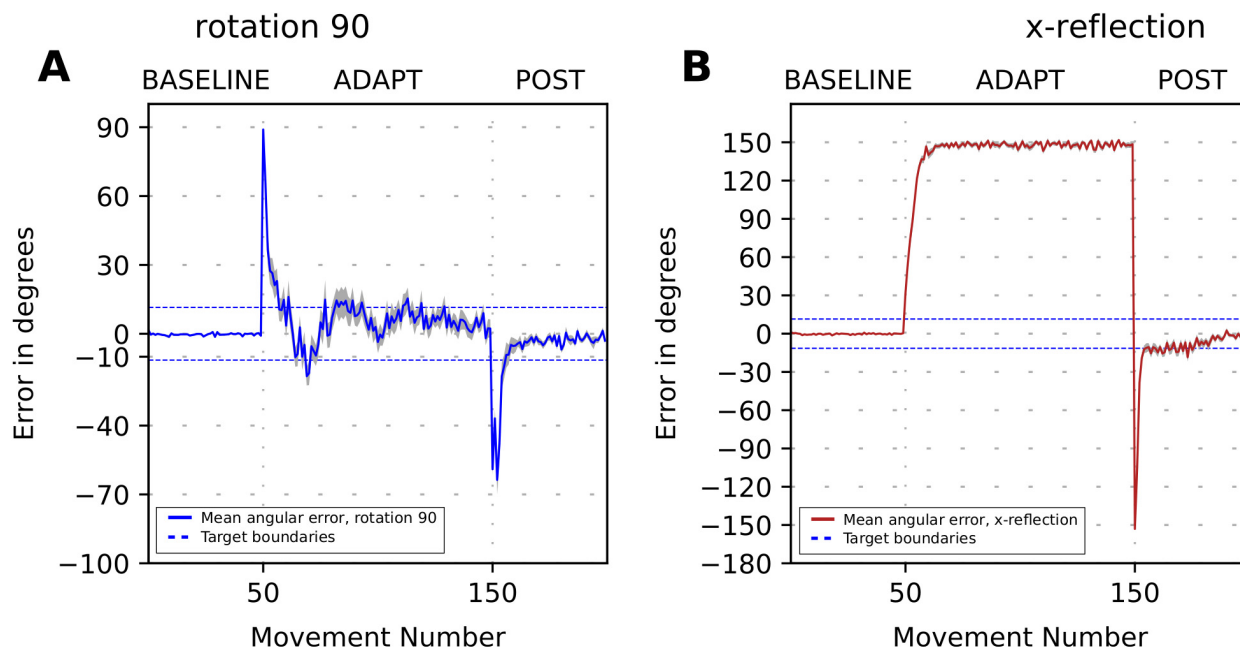 rotation 90
A
BASELINE ADAPT POST
90
60
30
0
−10
−40
−70
−100
Error in degrees
Mean angular error, rotation 90
Target boundaries
50 150
Movement Number
x-reflection
B
BASELINE ADAPT POST
150
120
90
60
30
0
−30
−60
−90
−120
−150
−180
Error in degrees
Mean angular error, x-reflection
Target boundaries
50 150
Movement Number